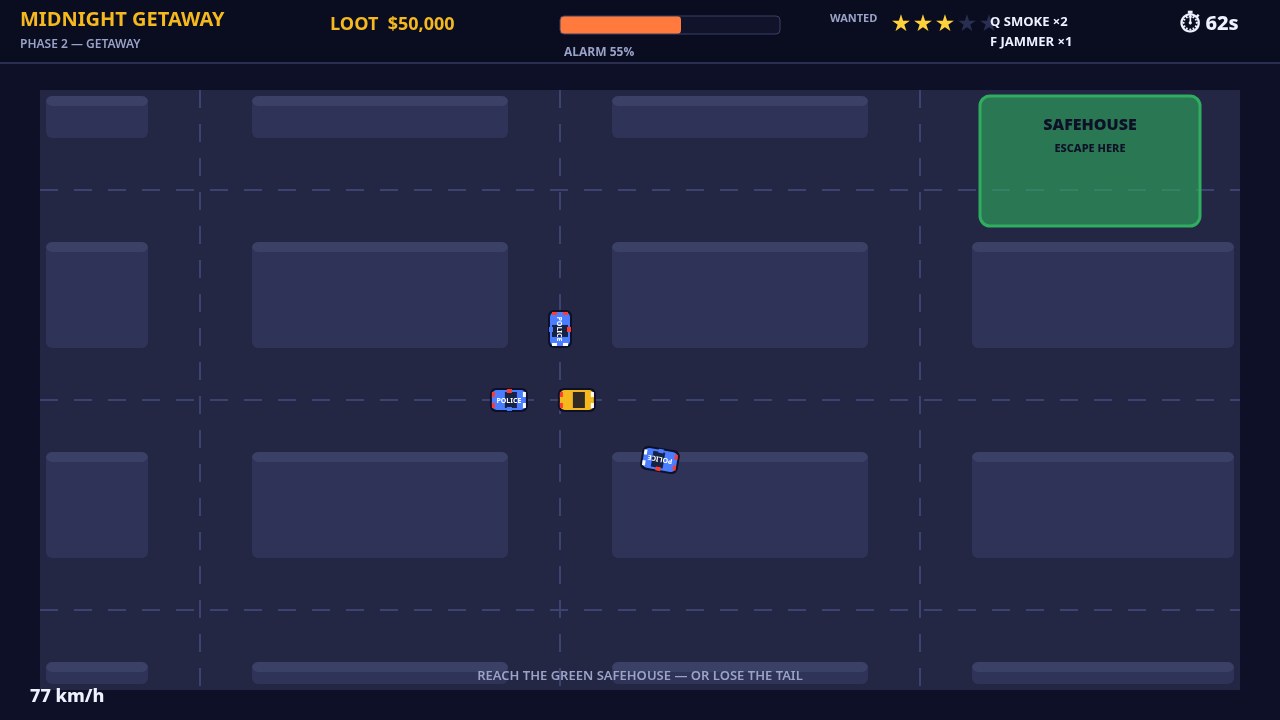 MIDNIGHT GETAWAY
PHASE 2 — GETAWAY
LOOT $50,000
ALARM 55%
WANTED
Q SMOKE ×2
F JAMMER ×1
62s
SAFEHOUSE
ESCAPE HERE
POLICE
POLICE
POLICE
REACH THE GREEN SAFEHOUSE — OR LOSE THE TAIL
77 km/h